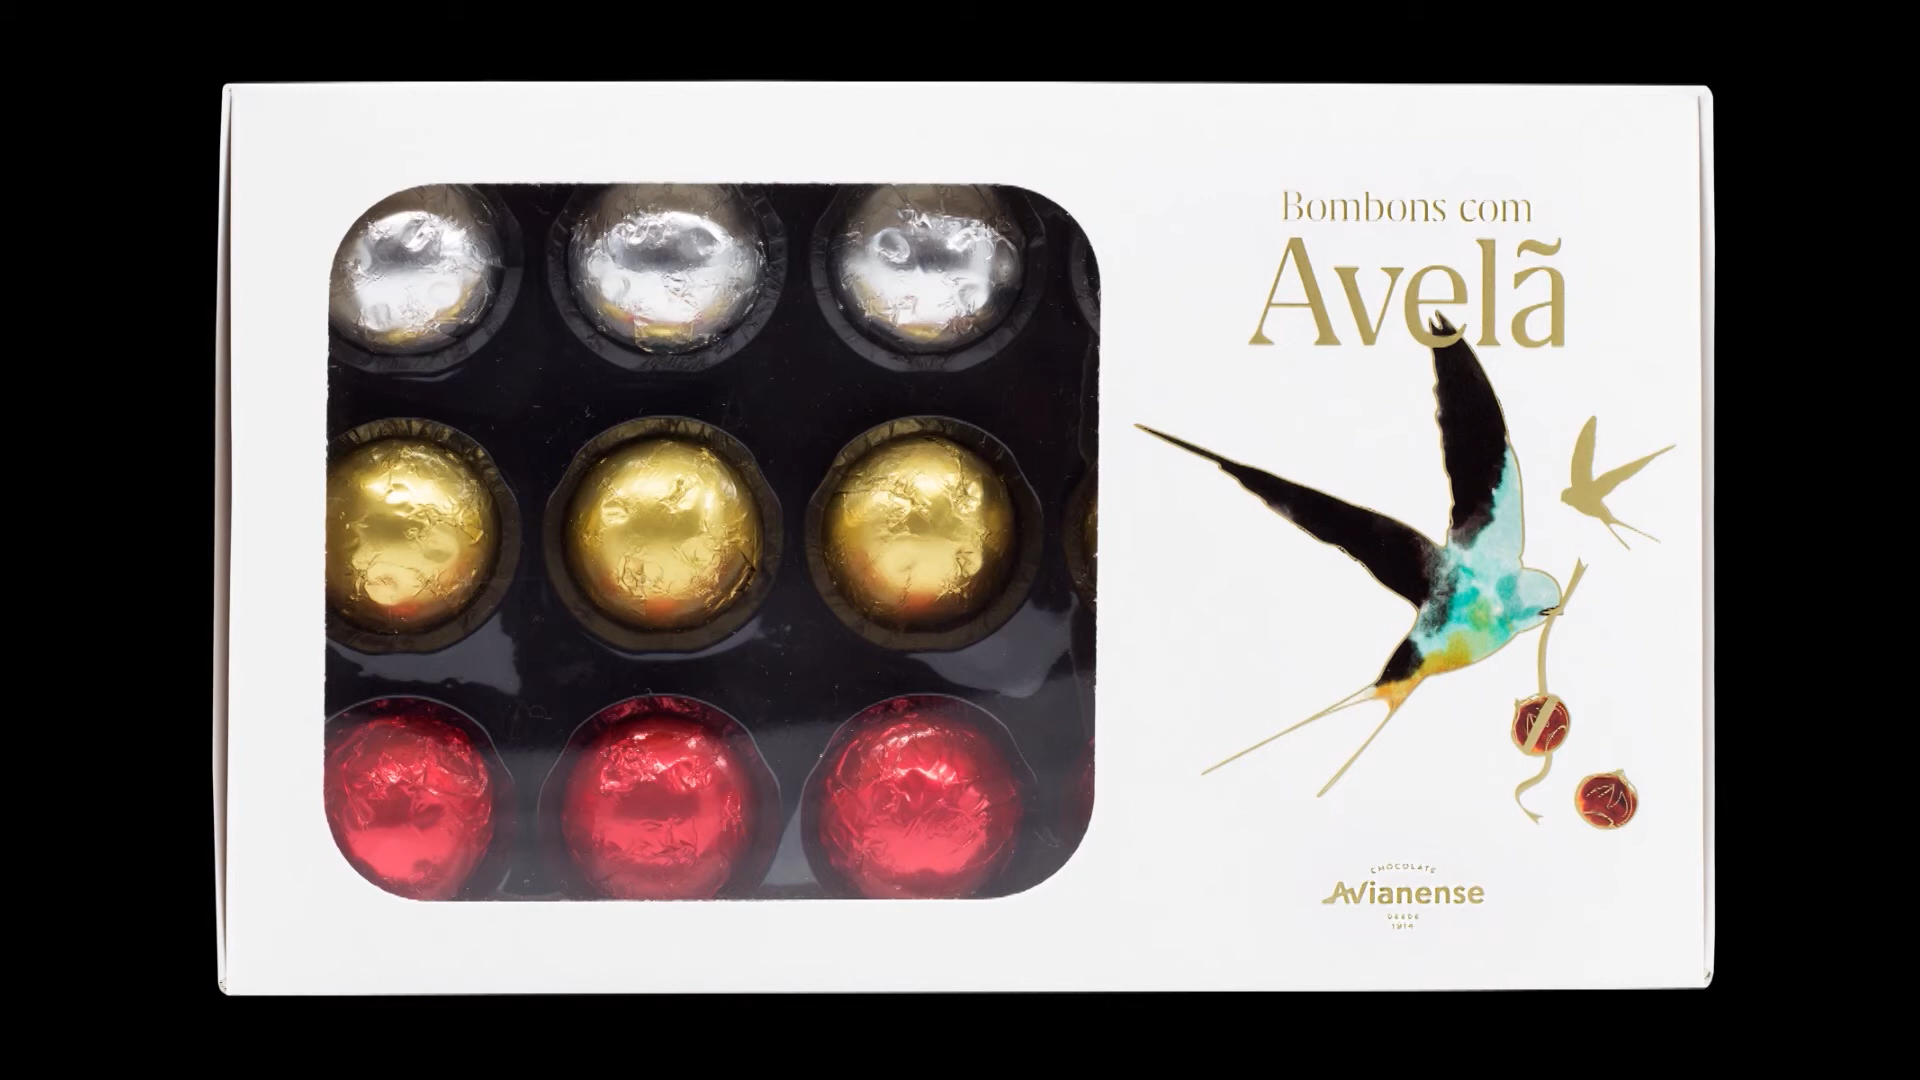 Bombons com
Avelã
CHOCOLATE
AVianense
DESDE
1914